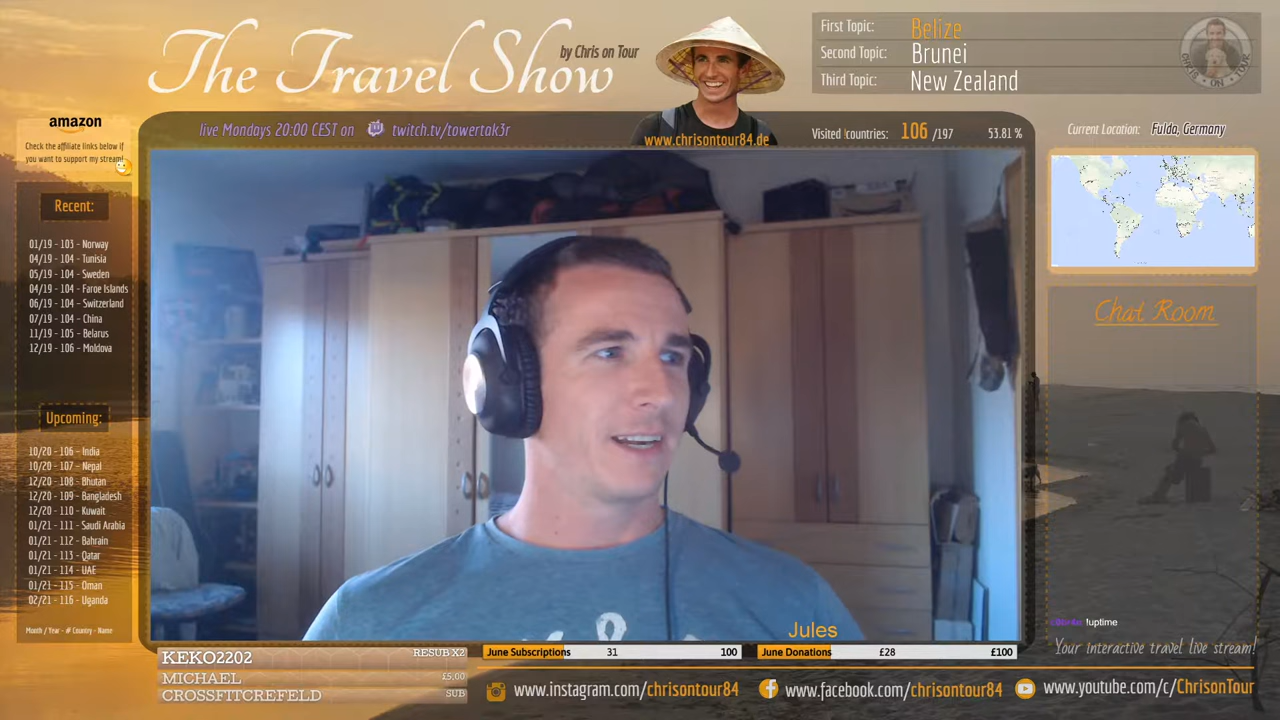 The Travel Show
by Chris on Tour
www.chrisontour84.de
First Topic: Belize
Second Topic: Brunei
Third Topic: New Zealand
CHRIS ON TOUR
live Mondays 20:00 CEST on twitch.tv/towertak3r
Visited !countries: 106 /197 53.81 %
Current Location: Fulda, Germany
amazon
Check the affiliate links below if
you want to support my stream!
Recent:
01/19 - 103 - Norway
04/19 - 104 - Tunisia
05/19 - 104 - Sweden
04/19 - 104 - Faroe Islands
06/19 - 104 - Switzerland
07/19 - 104 - China
11/19 - 105 - Belarus
12/19 - 106 - Moldova
Upcoming:
10/20 - 106 - India
10/20 - 107 - Nepal
12/20 - 108 - Bhutan
12/20 - 109 - Bangladesh
12/20 - 110 - Kuwait
01/21 - 111 - Saudi Arabia
01/21 - 112 - Bahrain
01/21 - 113 - Qatar
01/21 - 114 - UAE
01/21 - 115 - Oman
02/21 - 116 - Uganda
Month / Year - # Country - Name
Chat Room
!uptime
Your interactive travel live stream!
Jules
KEKO2202 RESUB X2
MICHAEL £5.00
CROSSFITCREFELD SUB
June Subscriptions 31 100
June Donations £28 £100
www.instagram.com/chrisontour84
www.facebook.com/chrisontour84
www.youtube.com/c/ChrisonTour